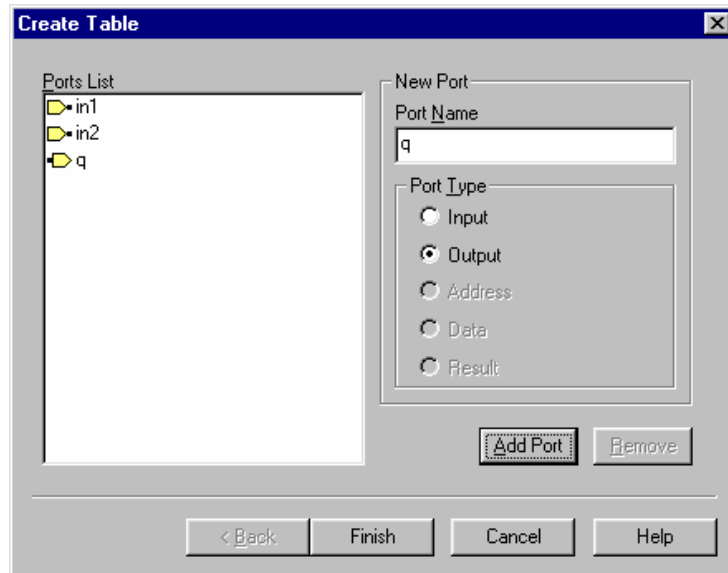 Create Table
Ports List
in1
in2
q
New Port
Port Name
q
Port Type
Input
Output
Address
Data
Result
Add Port
Remove
< Back
Finish
Cancel
Help